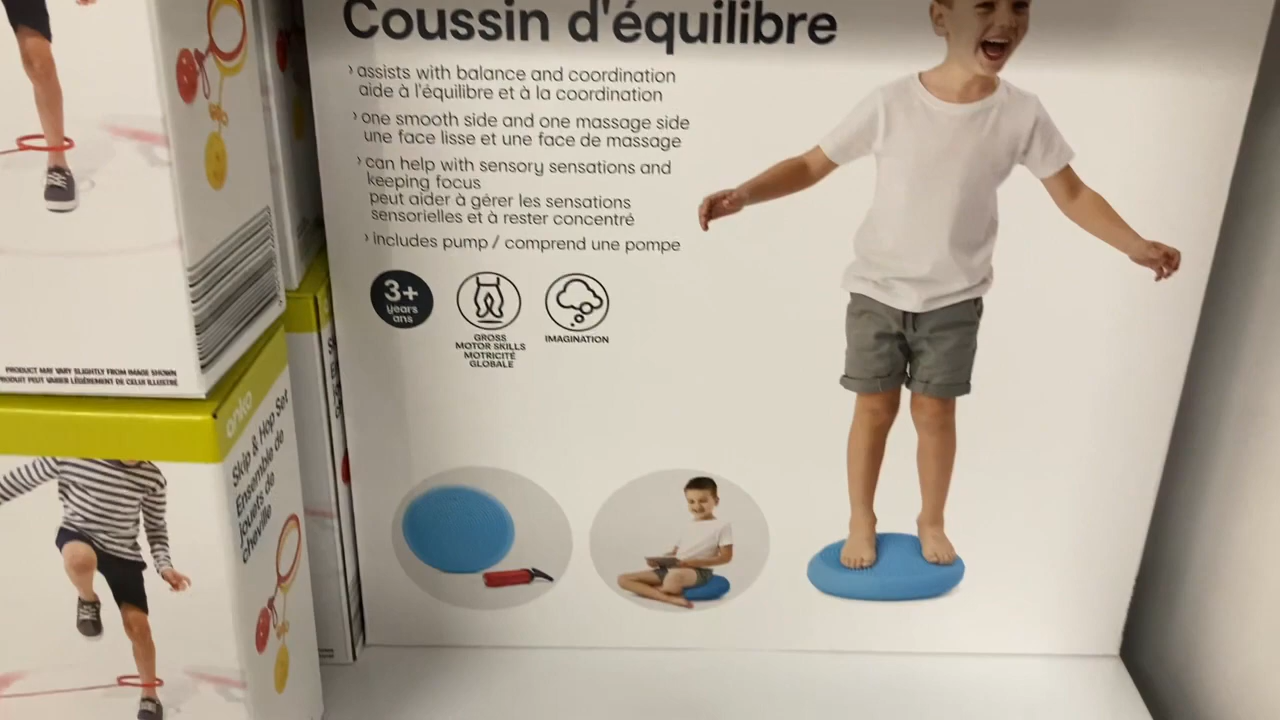 Coussin d'équilibre
› assists with balance and coordination
aide à l'équilibre et à la coordination
› one smooth side and one massage side
une face lisse et une face de massage
› can help with sensory sensations and
keeping focus
peut aider à gérer les sensations
sensorielles et à rester concentré
› includes pump / comprend une pompe
3+
years
ans
GROSS
MOTOR SKILLS
MOTRICITÉ
GLOBALE
IMAGINATION
PRODUCT MAY VARY SLIGHTLY FROM IMAGE SHOWN
PRODUIT PEUT VARIER LÉGÈREMENT DE CELUI ILLUSTRÉ
anko
Skip & Hop Set
Ensemble de
jouets de
cheville